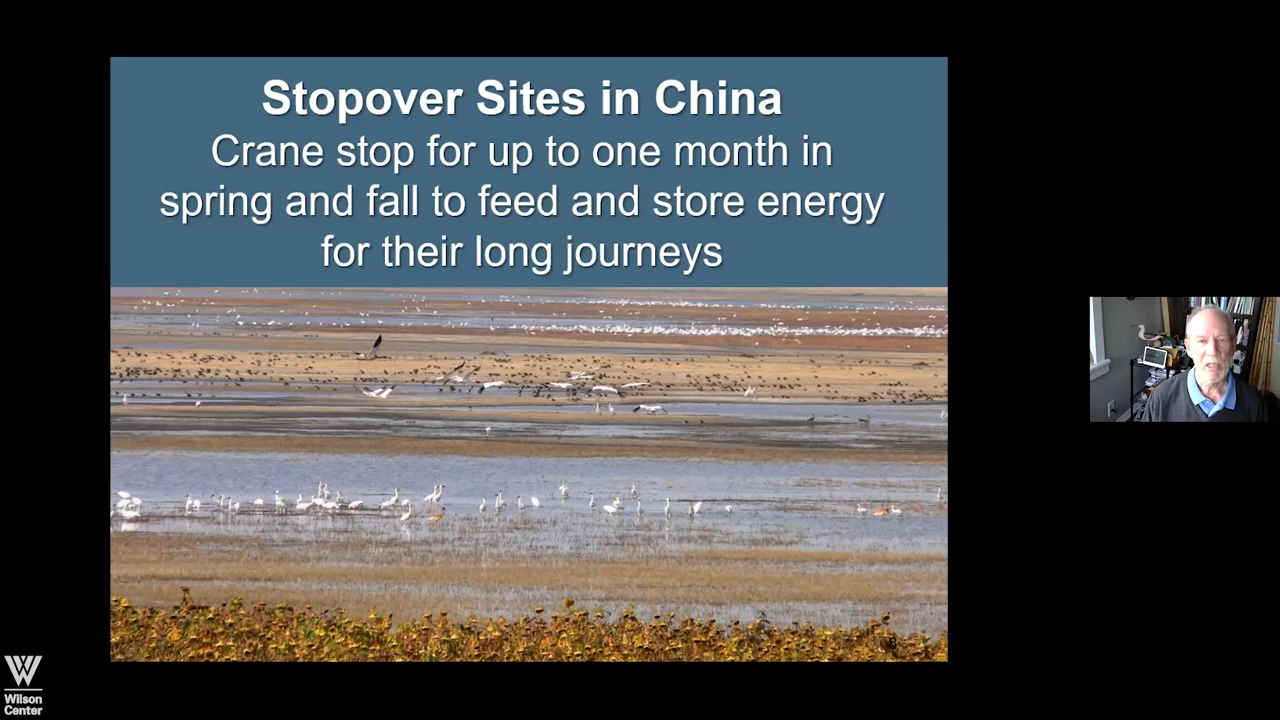 Stopover Sites in China
Crane stop for up to one month in
spring and fall to feed and store energy
for their long journeys
Wilson
Center